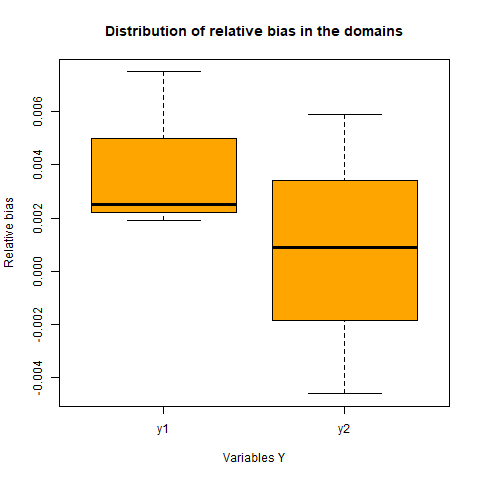 Distribution of relative bias in the domains
Relative bias
0.006
0.004
0.002
0.000
-0.002
-0.004
y1
y2
Variables Y